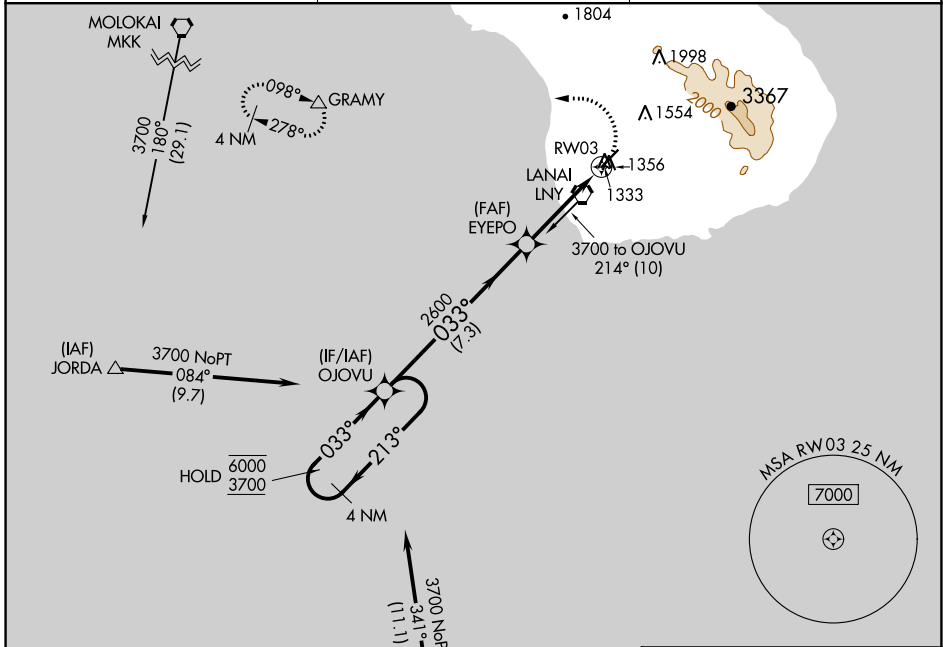 MOLOKAI
MKK
1804
1998
098°
GRAMY
278°
4 NM
2000
3367
1554
3700
180°
(29.1)
RW03
1356
LANAI
LNY
1333
(FAF)
EYEPO
3700 to OJOVU
214° (10)
2600
033°
(7.3)
(IAF)
JORDA
3700 NoPT
084°
(9.7)
(IF/IAF)
OJOVU
033°
213°
HOLD
6000
3700
4 NM
MSA RW03 25 NM
7000
3700
341°
(11.1)